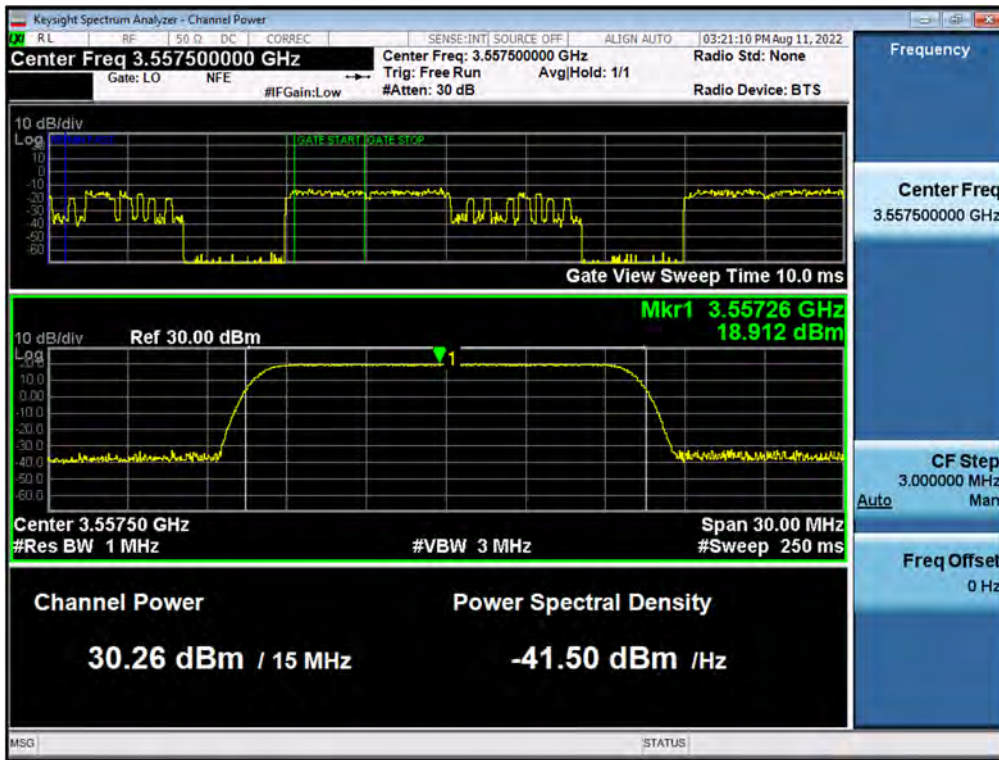 Keysight Spectrum Analyzer - Channel Power
LXI RL RF 50 Ω DC CORREC SENSE:INT SOURCE OFF ALIGN AUTO 03:21:10 PM Aug 11, 2022
Center Freq 3.557500000 GHz
Gate: LO NFE
#IFGain:Low
Center Freq: 3.557500000 GHz
Trig: Free Run Avg|Hold: 1/1
#Atten: 30 dB
Radio Std: None
Radio Device: BTS
10 dB/div
Log
GATE START GATE STOP
10
0
-10
-20
-30
-40
-50
-60
Gate View Sweep Time 10.0 ms
Mkr1 3.55726 GHz
18.912 dBm
10 dB/div Ref 30.00 dBm
Log
20.0
10.0
0.00
-10.0
-20.0
-30.0
-40.0
-50.0
-60.0
1
Center 3.55750 GHz Span 30.00 MHz
#Res BW 1 MHz #VBW 3 MHz #Sweep 250 ms
Channel Power Power Spectral Density
30.26 dBm / 15 MHz -41.50 dBm /Hz
MSG STATUS
Frequency
Center Freq
3.557500000 GHz
CF Step
3.000000 MHz
Auto Man
Freq Offset
0 Hz